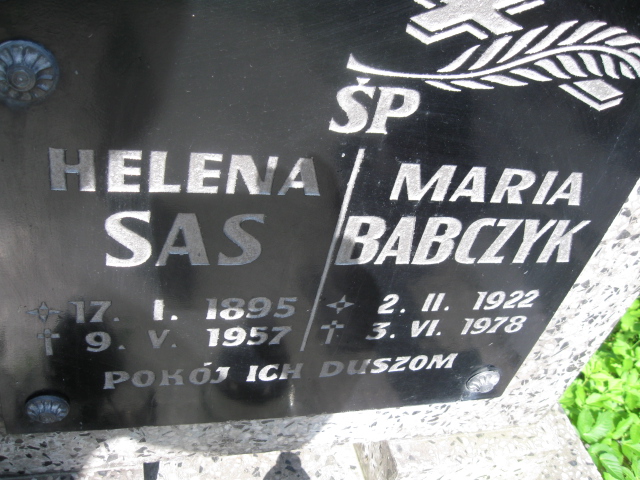 ŚP
HELENA
SAS
17. I. 1895
9. V. 1957
MARIA
BABCZYK
2. II. 1922
3. VI. 1978
POKÓJ ICH DUSZOM